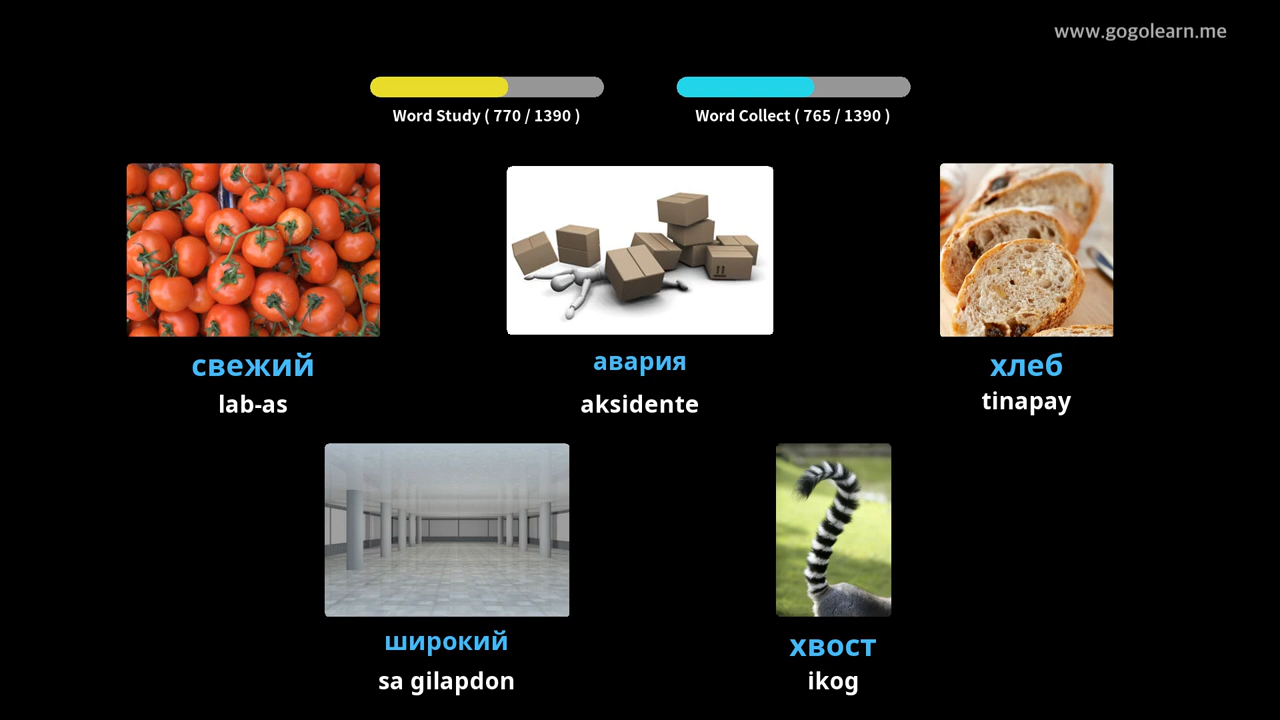 www.gogolearn.me
Word Study ( 770 / 1390 )
Word Collect ( 765 / 1390 )
свежий
lab-as
авария
aksidente
хлеб
tinapay
широкий
sa gilapdon
хвост
ikog